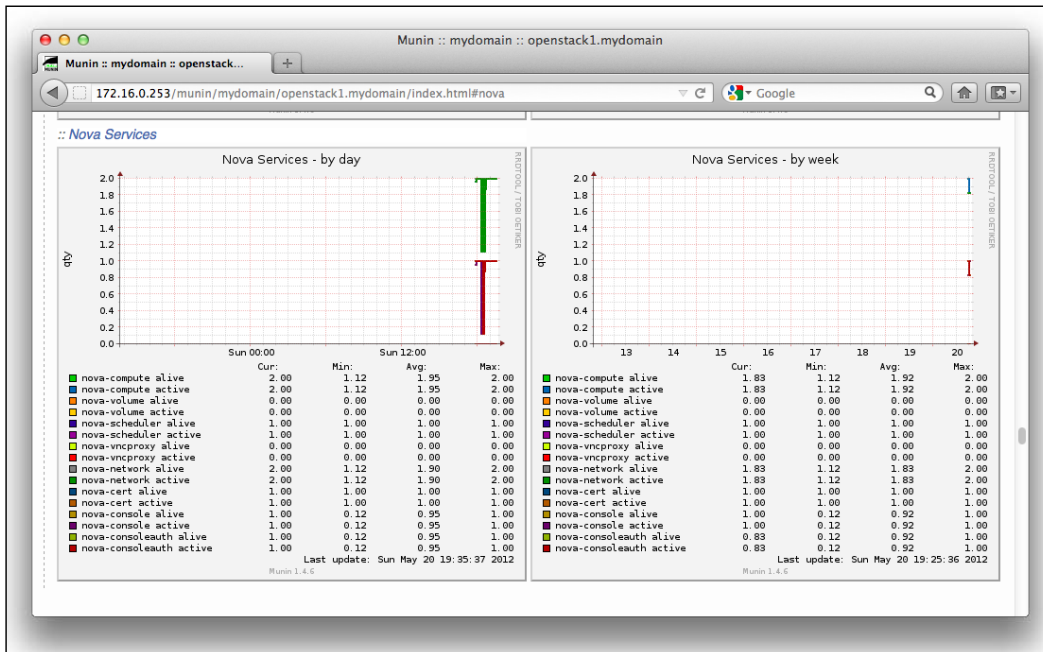 Munin :: mydomain :: openstack1.mydomain
Munin :: mydomain :: openstack...
172.16.0.253/munin/mydomain/openstack1.mydomain/index.html#nova
Google
:: Nova Services
Nova Services - by day
RRDTOOL / TOBI OETIKER
qty
2.0
1.8
1.6
1.4
1.2
1.0
0.8
0.6
0.4
0.2
0.0
Sun 00:00 Sun 12:00
Cur: Min: Avg: Max:
nova-compute alive 2.00 1.12 1.95 2.00
nova-compute active 2.00 1.12 1.95 2.00
nova-volume alive 0.00 0.00 0.00 0.00
nova-volume active 0.00 0.00 0.00 0.00
nova-scheduler alive 1.00 1.00 1.00 1.00
nova-scheduler active 1.00 1.00 1.00 1.00
nova-vncproxy alive 0.00 0.00 0.00 0.00
nova-vncproxy active 0.00 0.00 0.00 0.00
nova-network alive 2.00 1.12 1.90 2.00
nova-network active 2.00 1.12 1.90 2.00
nova-cert alive 1.00 1.00 1.00 1.00
nova-cert active 1.00 1.00 1.00 1.00
nova-console alive 1.00 0.12 0.95 1.00
nova-console active 1.00 0.12 0.95 1.00
nova-consoleauth alive 1.00 0.12 0.95 1.00
nova-consoleauth active 1.00 0.12 0.95 1.00
Last update: Sun May 20 19:35:37 2012
Munin 1.4.6
Nova Services - by week
RRDTOOL / TOBI OETIKER
qty
2.0
1.8
1.6
1.4
1.2
1.0
0.8
0.6
0.4
0.2
0.0
13 14 15 16 17 18 19 20
Cur: Min: Avg: Max:
nova-compute alive 1.83 1.12 1.92 2.00
nova-compute active 1.83 1.12 1.92 2.00
nova-volume alive 0.00 0.00 0.00 0.00
nova-volume active 0.00 0.00 0.00 0.00
nova-scheduler alive 1.00 1.00 1.00 1.00
nova-scheduler active 1.00 1.00 1.00 1.00
nova-vncproxy alive 0.00 0.00 0.00 0.00
nova-vncproxy active 0.00 0.00 0.00 0.00
nova-network alive 1.83 1.12 1.83 2.00
nova-network active 1.83 1.12 1.83 2.00
nova-cert alive 1.00 1.00 1.00 1.00
nova-cert active 1.00 1.00 1.00 1.00
nova-console alive 1.00 0.12 0.92 1.00
nova-console active 1.00 0.12 0.92 1.00
nova-consoleauth alive 0.83 0.12 0.92 1.00
nova-consoleauth active 0.83 0.12 0.92 1.00
Last update: Sun May 20 19:25:36 2012
Munin 1.4.6